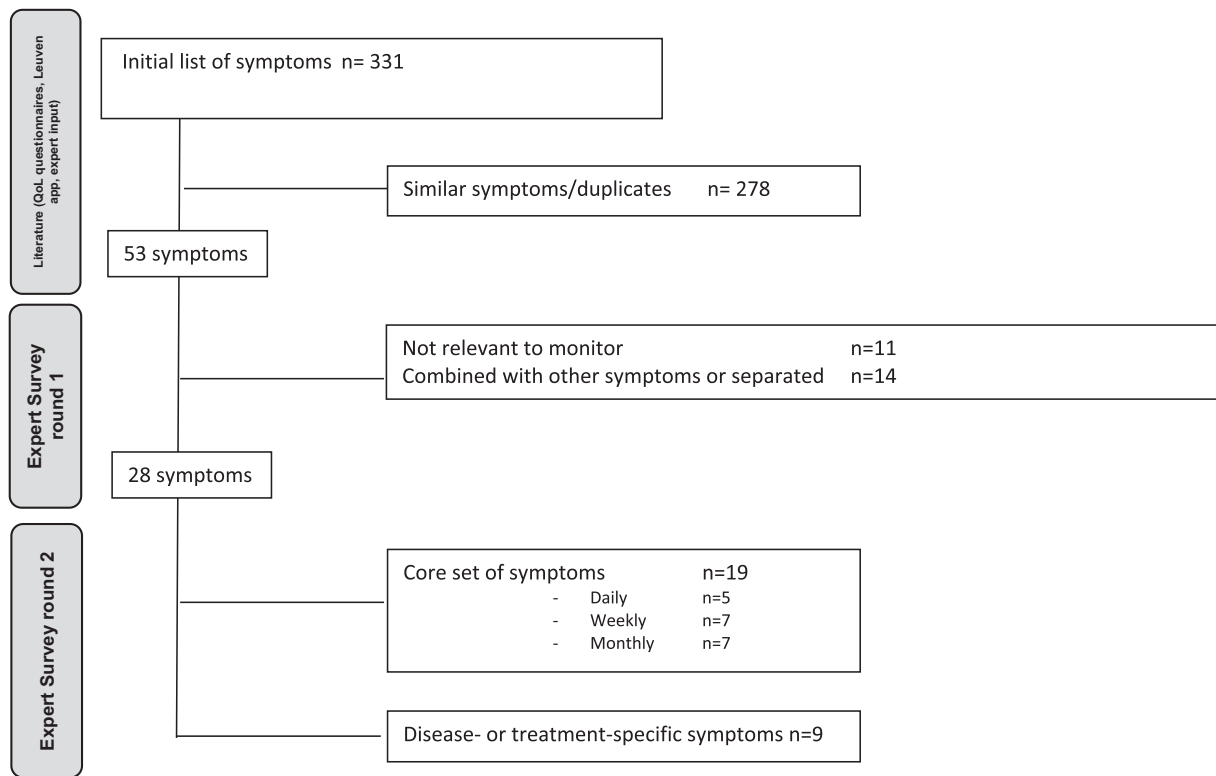 Literature (QoL questionnaires, Leuven
app, expert input)
Initial list of symptoms n= 331
Similar symptoms/duplicates n= 278
53 symptoms
Expert Survey
round 1
Not relevant to monitor n=11
Combined with other symptoms or separated n=14
28 symptoms
Expert Survey round 2
Core set of symptoms n=19
- Daily n=5
- Weekly n=7
- Monthly n=7
Disease- or treatment-specific symptoms n=9